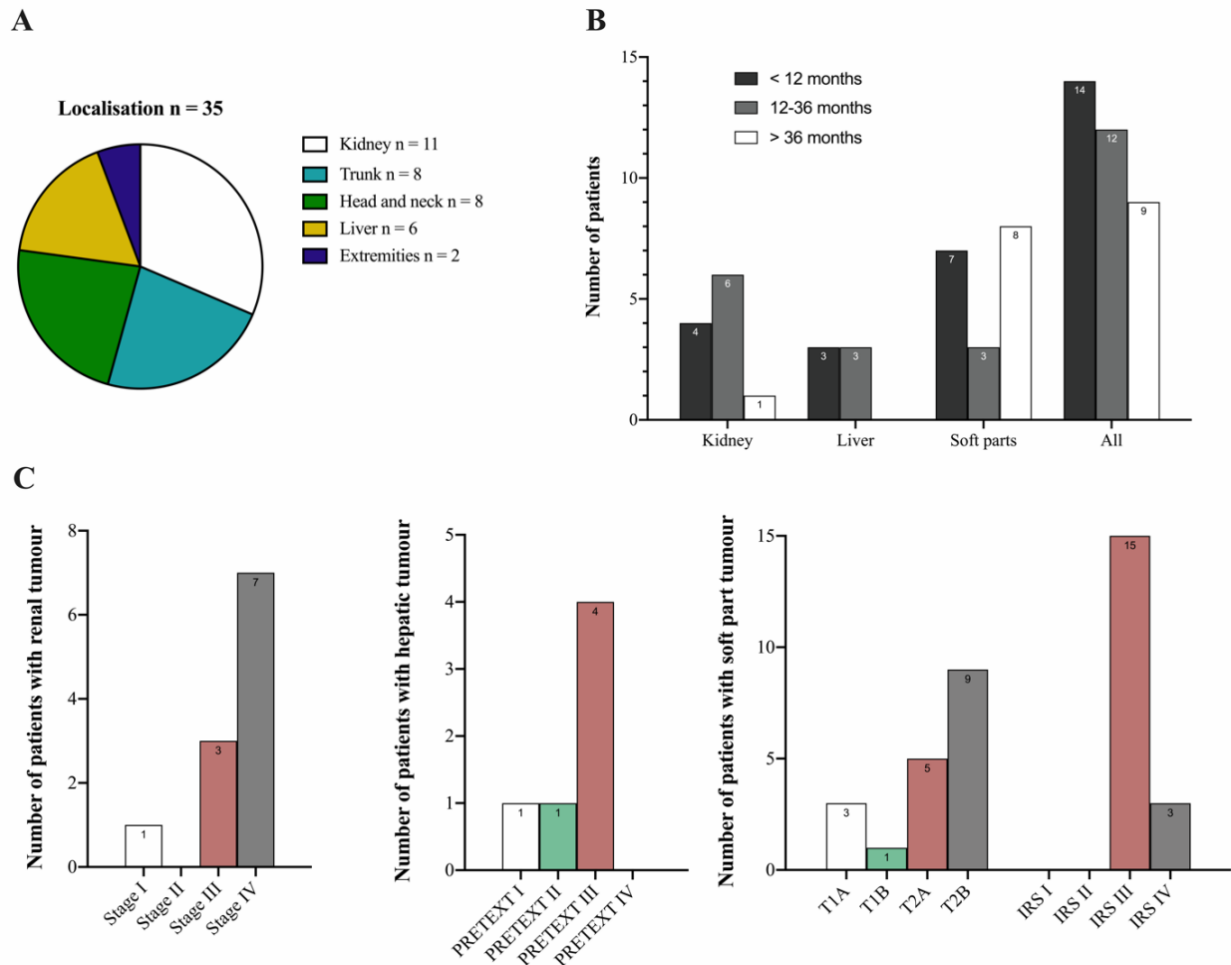 A
Localisation n = 35
Kidney n = 11
Trunk n = 8
Head and neck n = 8
Liver n = 6
Extremities n = 2
B
Number of patients
15
10
5
0
< 12 months
12-36 months
> 36 months
4
6
1
3
3
7
3
8
14
12
9
Kidney
Liver
Soft parts
All
C
Number of patients with renal tumour
8
6
4
2
0
1
3
7
Stage I
Stage II
Stage III
Stage IV
Number of patients with hepatic tumour
5
4
3
2
1
0
1
1
4
PRETEXT I
PRETEXT II
PRETEXT III
PRETEXT IV
Number of patients with soft part tumour
15
10
5
0
3
1
5
9
15
3
T1A
T1B
T2A
T2B
IRS I
IRS II
IRS III
IRS IV